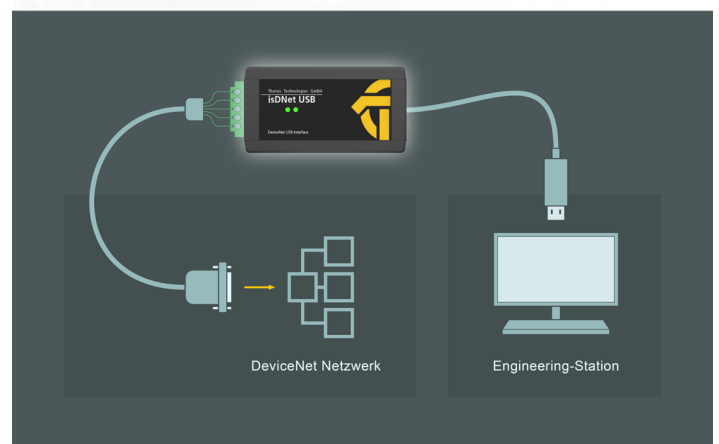 Thorsis Technologies GmbH
isDNet USB
DeviceNet USB Interface
DeviceNet Netzwerk
Engineering-Station